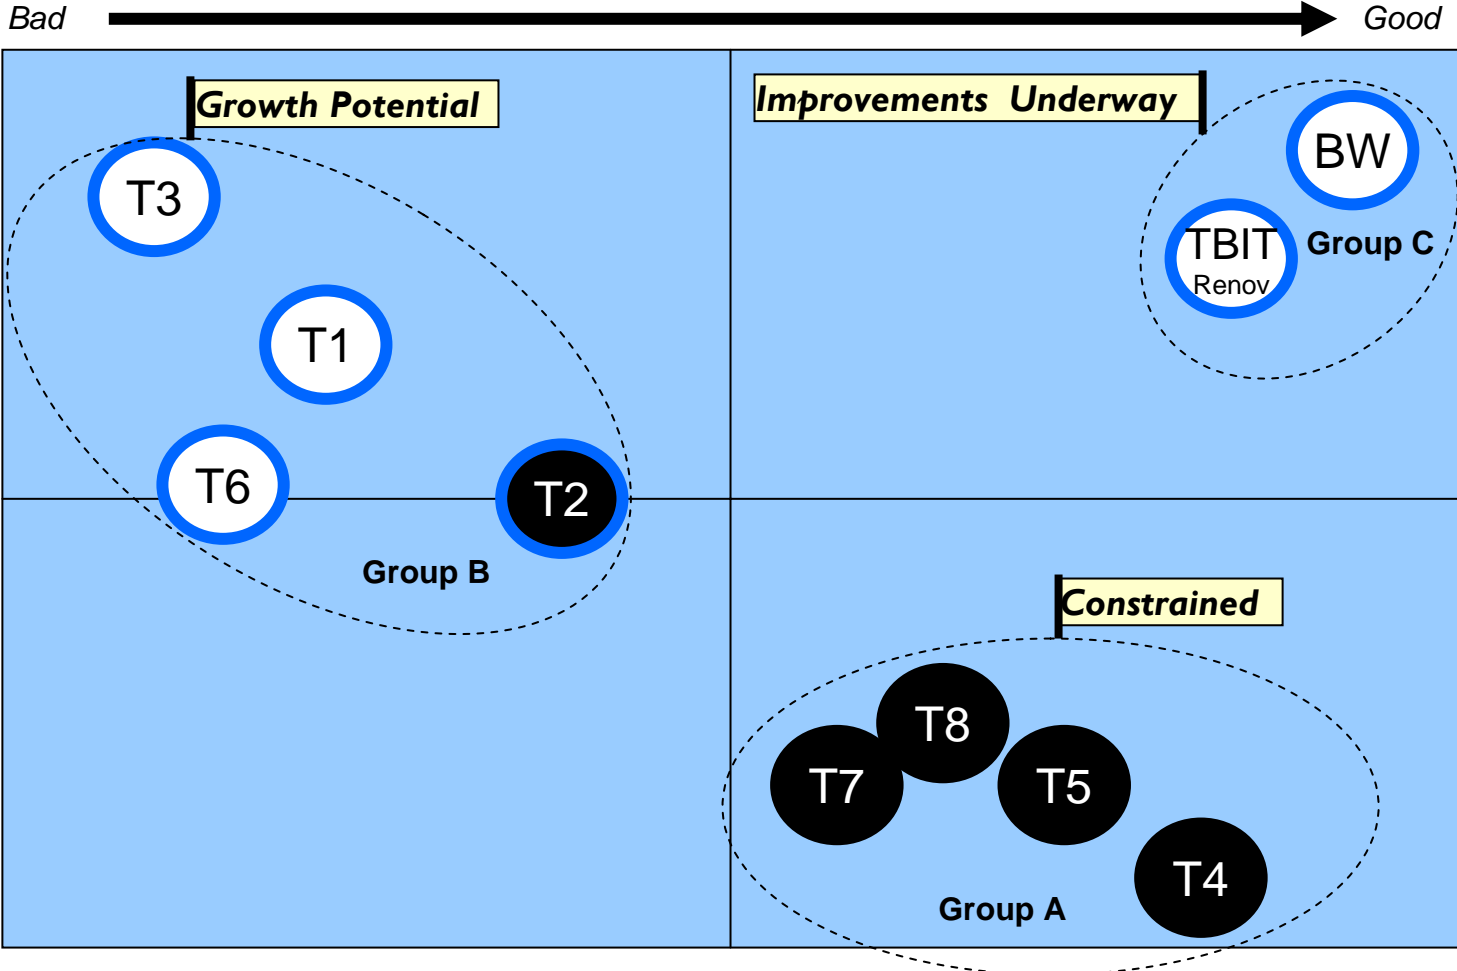 Bad
Good
Growth Potential
Improvements Underway
T3
BW
TBIT
Renov
Group C
T1
T6
T2
Group B
Constrained
T8
T7
T5
T4
Group A